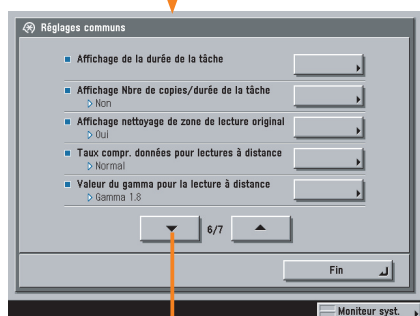 Réglages communs
Affichage de la durée de la tâche
Affichage Nbre de copies/durée de la tâche
Non
Affichage nettoyage de zone de lecture original
Oui
Taux compr. données pour lectures à distance
Normal
Valeur du gamma pour la lecture à distance
Gamma 1.8
6/7
Fin
Moniteur syst.